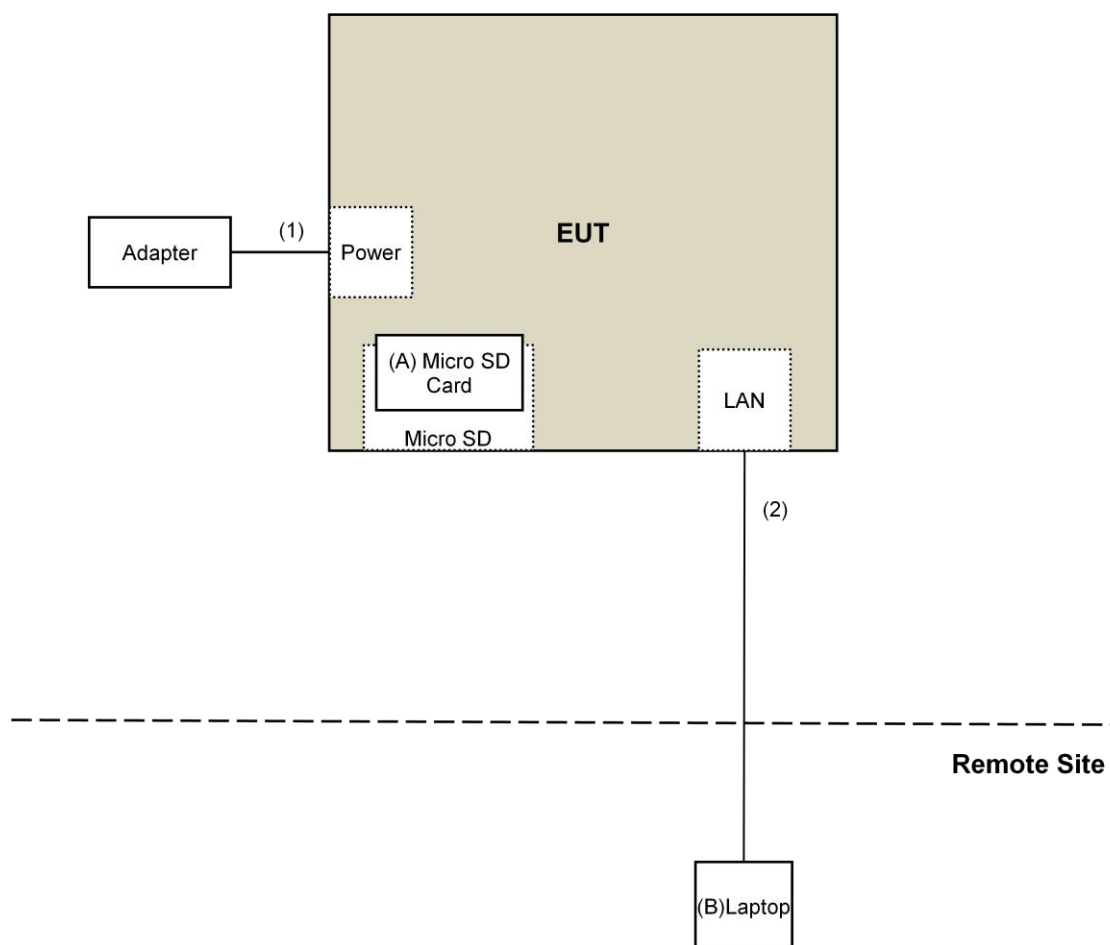 EUT
(1)
Adapter
Power
(A) Micro SD
Card
Micro SD
LAN
(2)
Remote Site
(B)Laptop